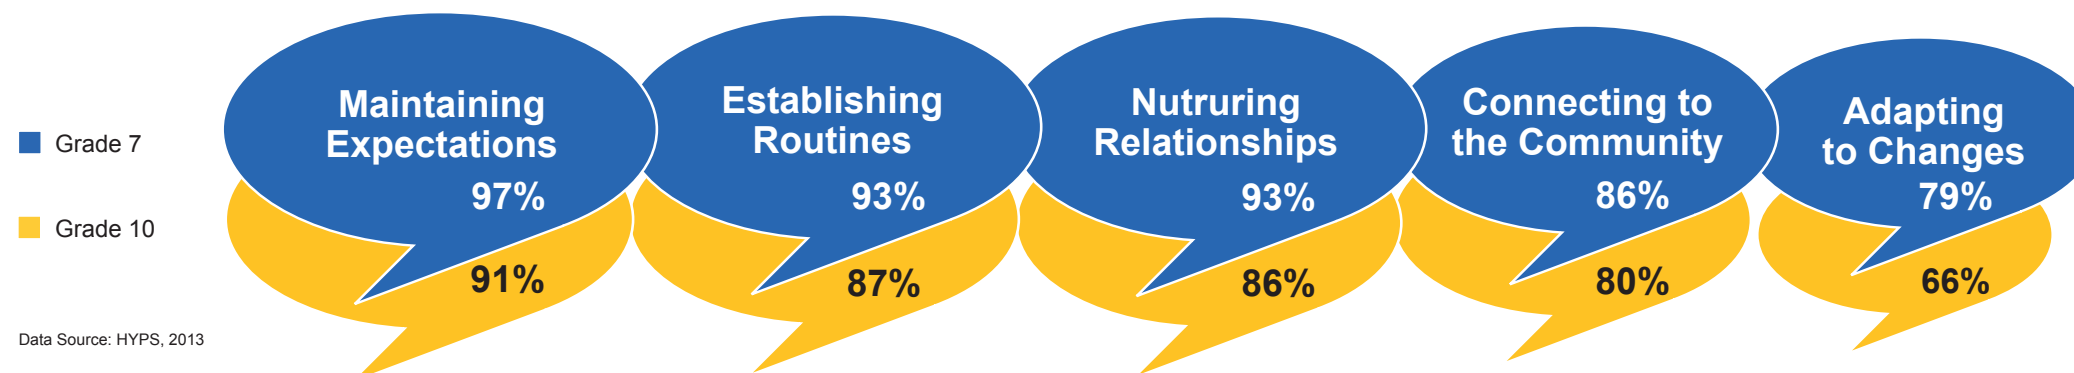 Grade 7
Grade 10
Data Source: HYPS, 2013
Maintaining
Expectations
97%
91%
Establishing
Routines
93%
87%
Nutruring
Relationships
93%
86%
Connecting to
the Community
86%
80%
Adapting
to Changes
79%
66%